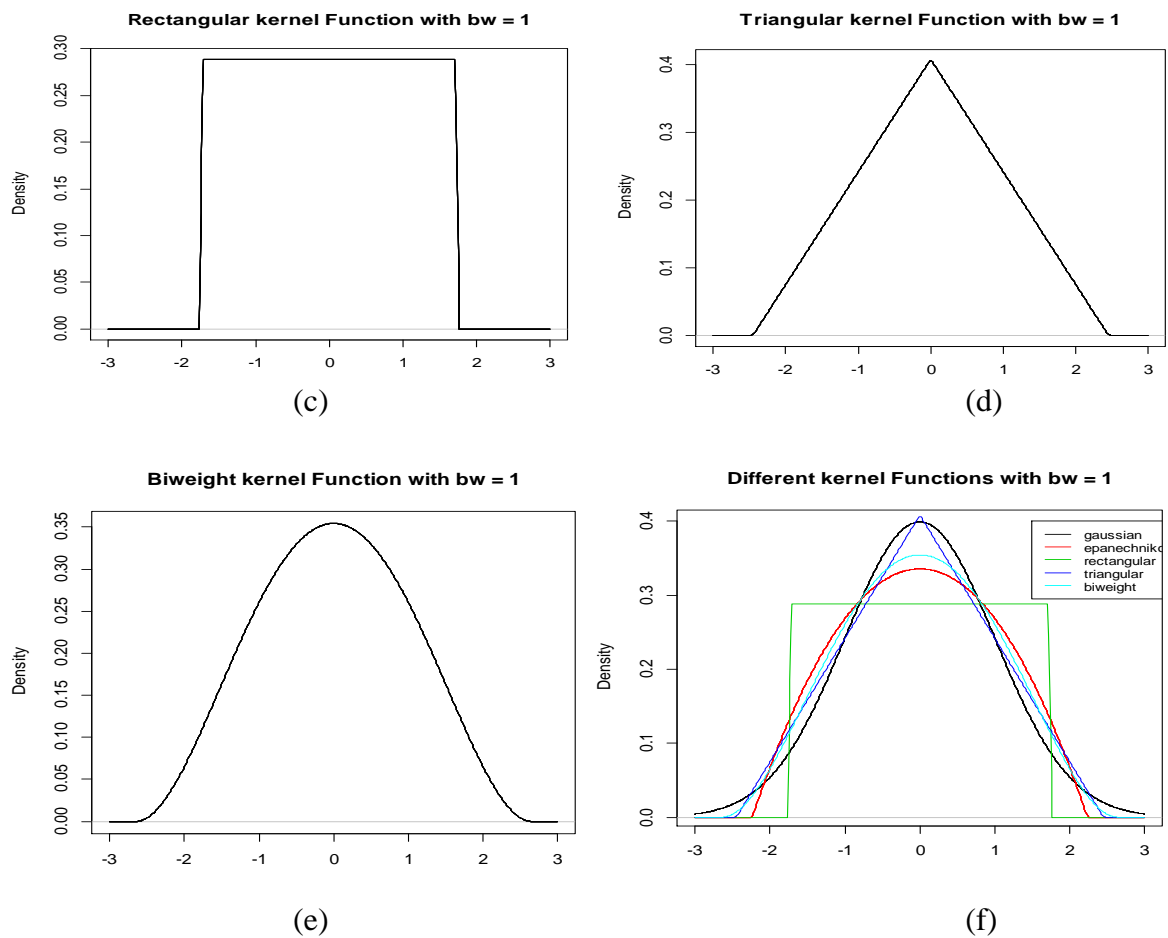 Rectangular kernel Function with bw = 1
Density
0.30
0.25
0.20
0.15
0.10
0.05
0.00
-3 -2 -1 0 1 2 3
(c)
Triangular kernel Function with bw = 1
Density
0.4
0.3
0.2
0.1
0.0
-3 -2 -1 0 1 2 3
(d)
Biweight kernel Function with bw = 1
Density
0.35
0.30
0.25
0.20
0.15
0.10
0.05
0.00
-3 -2 -1 0 1 2 3
(e)
Different kernel Functions with bw = 1
Density
0.4
0.3
0.2
0.1
0.0
gaussian
epanechniko
rectangular
triangular
biweight
-3 -2 -1 0 1 2 3
(f)